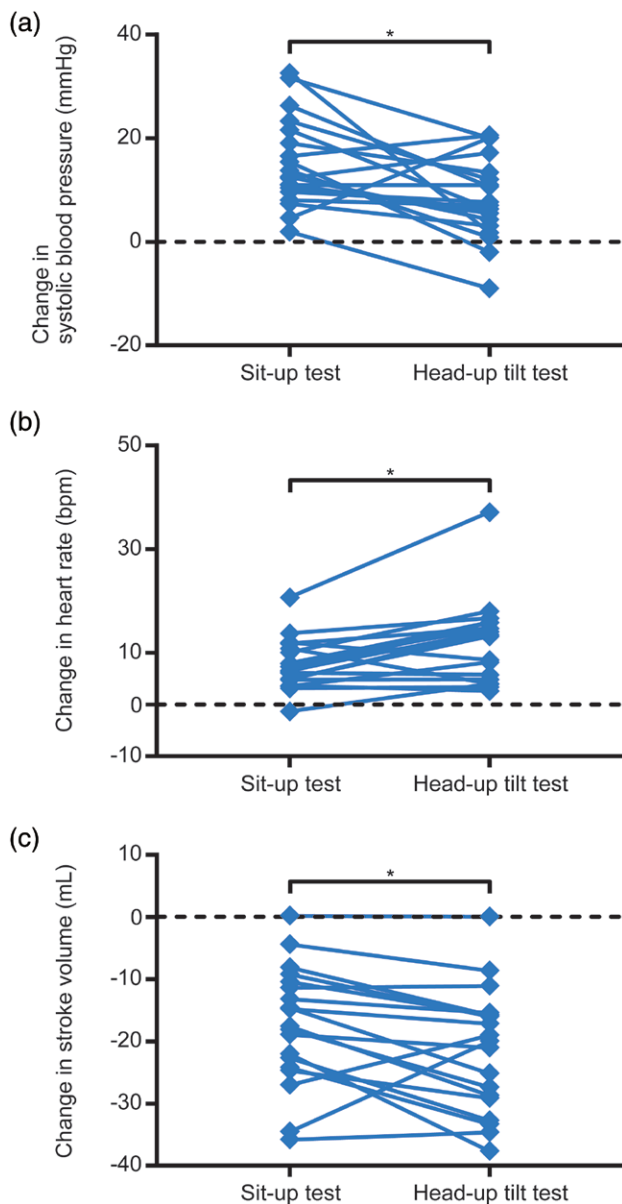 (a)
*
40
20
0
-20
Change in
systolic blood pressure (mmHg)
Sit-up test Head-up tilt test
(b)
*
50
30
10
0
-10
Change in heart rate (bpm)
Sit-up test Head-up tilt test
(c)
*
10
0
-10
-20
-30
-40
Change in stroke volume (mL)
Sit-up test Head-up tilt test